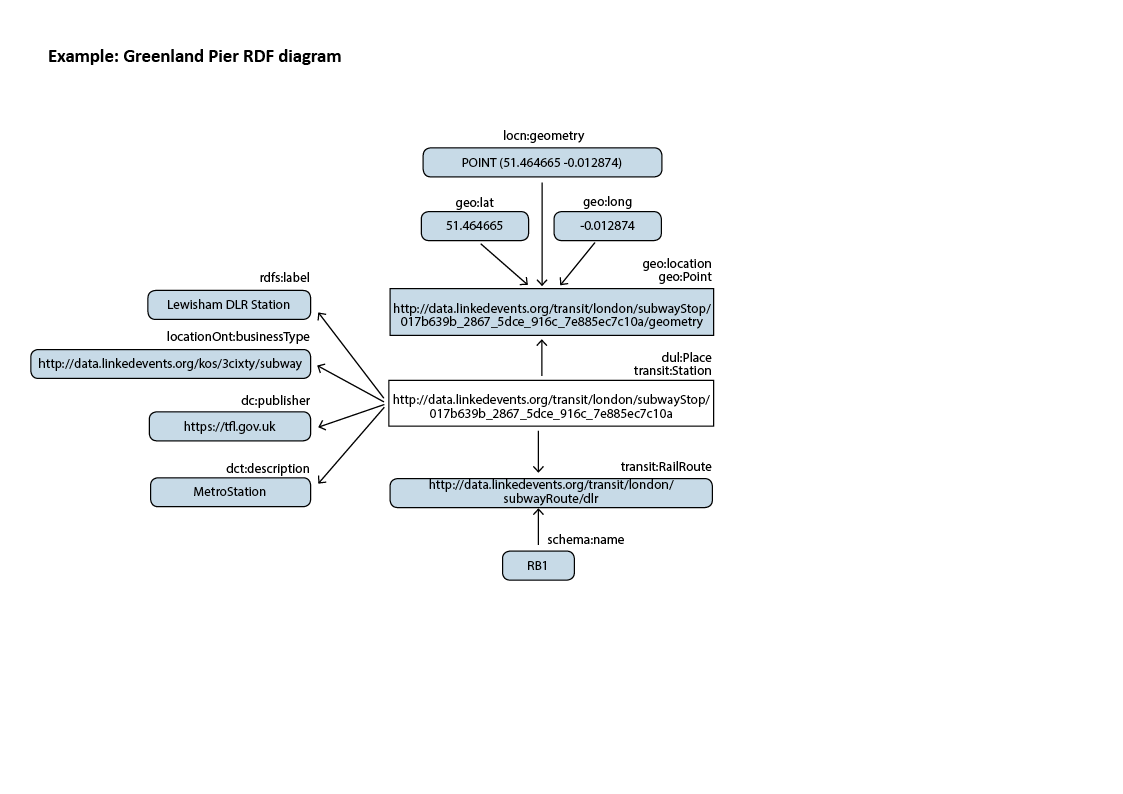 Example: Greenland Pier RDF diagram
locn:geometry
POINT (51.464665 -0.012874)
geo:lat
geo:long
51.464665
-0.012874
geo:location
geo:Point
http://data.linkedevents.org/transit/london/subwayStop/
017b639b_2867_5dce_916c_7e885ec7c10a/geometry
rdfs:label
Lewisham DLR Station
locationOnt:businessType
http://data.linkedevents.org/kos/3cixty/subway
dc:publisher
https://tfl.gov.uk
dct:description
MetroStation
dul:Place
transit:Station
http://data.linkedevents.org/transit/london/subwayStop/
017b639b_2867_5dce_916c_7e885ec7c10a
transit:RailRoute
http://data.linkedevents.org/transit/london/
subwayRoute/dlr
schema:name
RB1